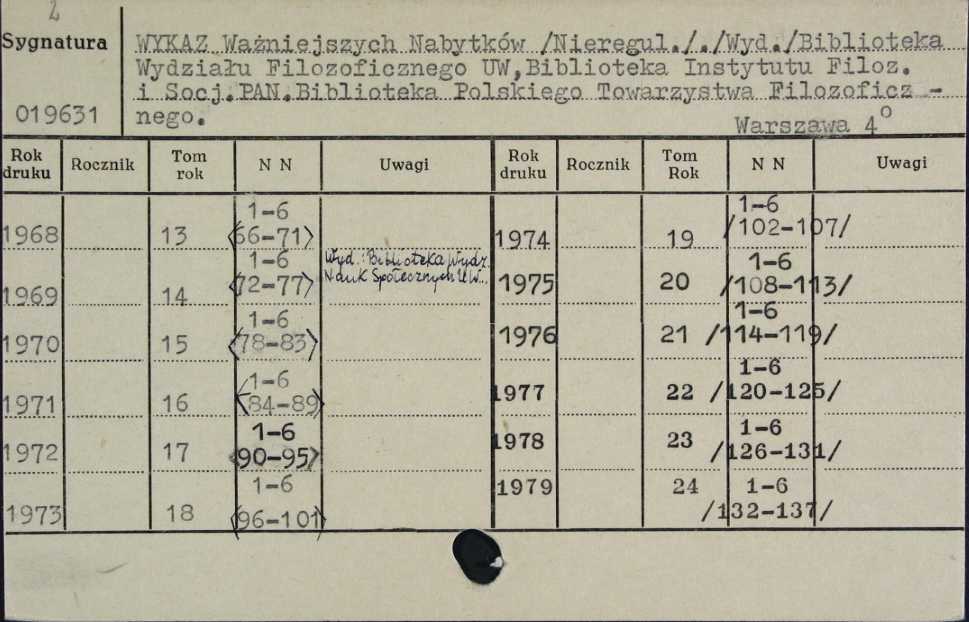 2
Sygnatura
019631
WYKAZ Ważniejszych Nabytków /Nieregul././Wyd./Biblioteka
Wydziału Filozoficznego UW,Biblioteka Instytutu Filoz.
i Socj.PAN.Biblioteka Polskiego Towarzystwa Filozoficz -
nego.
Warszawa 4°
Rok druku Rocznik Tom rok N N Uwagi Rok druku Rocznik Tom Rok N N Uwagi
1968 13 1-6 <66-71>
1969 14 1-6 <72-77> Wyd.: Biblioteka Wydz. Nauk Społecznych UW...
1970 15 1-6 <78-83>
1971 16 1-6 <84-89>
1972 17 1-6 <90-95>
1973 18 1-6 <96-101>
1974 19 1-6 /102-107/
1975 20 1-6 /108-113/
1976 21 1-6 /114-119/
1977 22 1-6 /120-125/
1978 23 1-6 /126-131/
1979 24 1-6 /132-137/